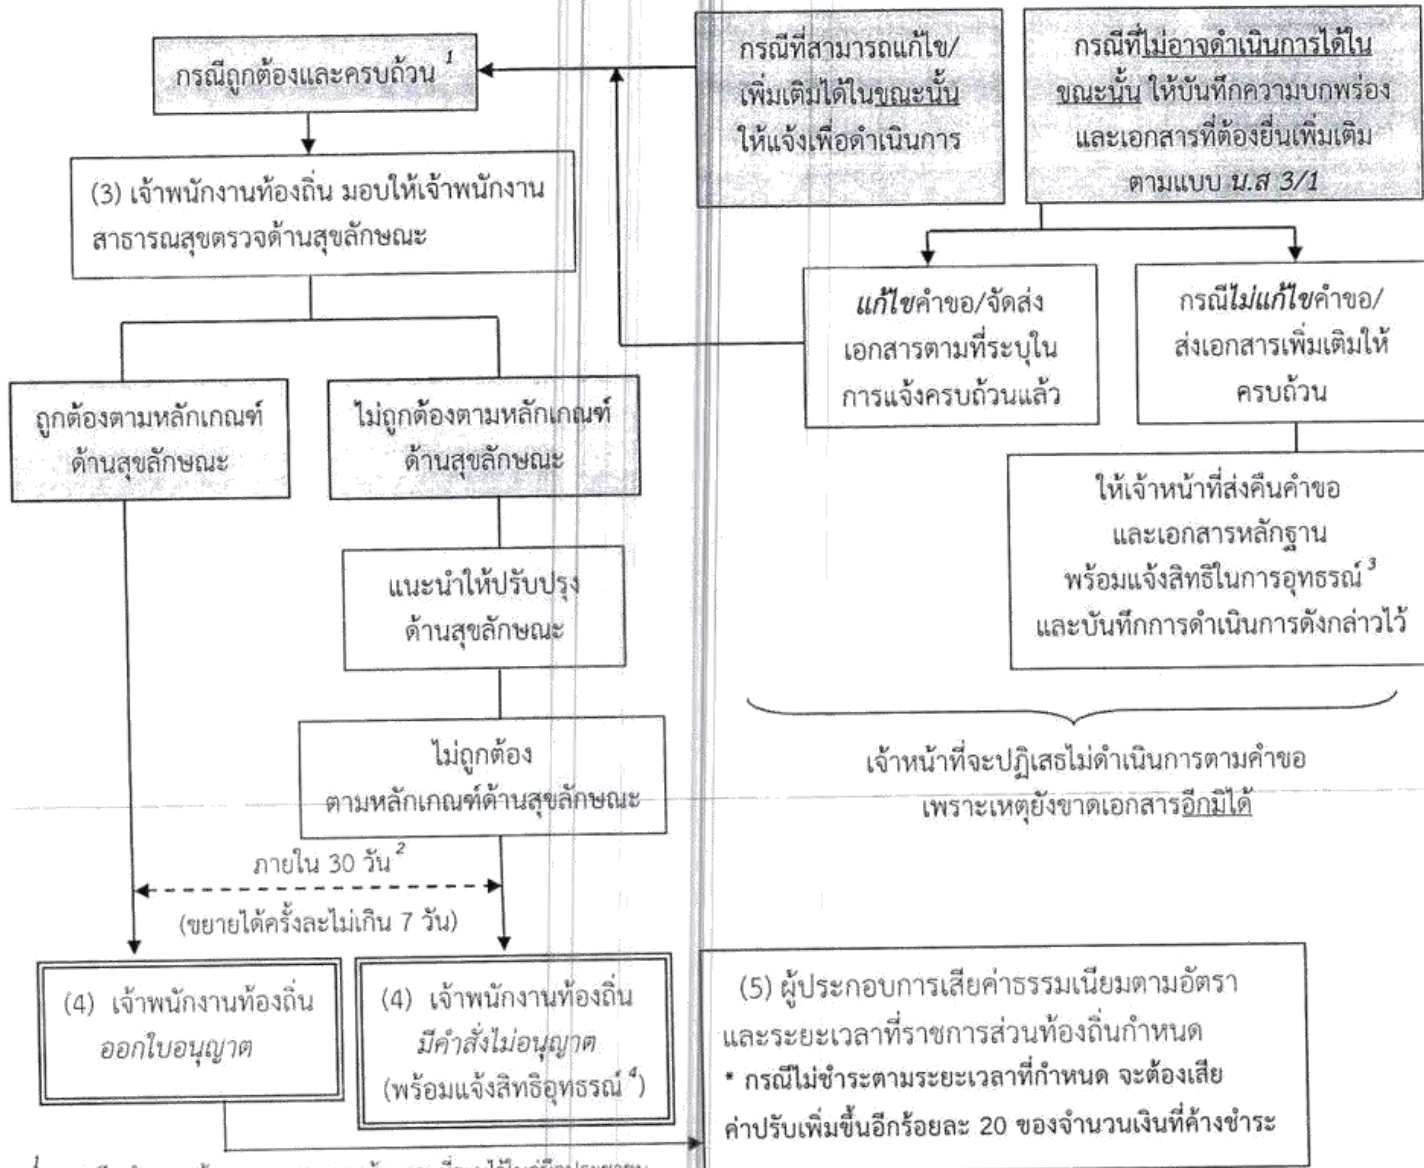 กรณีถูกต้องและครบถ้วน 1
กรณีที่สามารถแก้ไข/
เพิ่มเติมได้ในขณะนั้น
ให้แจ้งเพื่อดำเนินการ
กรณีที่ไม่อาจดำเนินการได้ใน
ขณะนั้น ให้บันทึกความบกพร่อง
และเอกสารที่ต้องยื่นเพิ่มเติม
ตามแบบ น.ส 3/1
(3) เจ้าพนักงานท้องถิ่น มอบให้เจ้าพนักงาน
สาธารณสุขตรวจด้านสุขลักษณะ
แก้ไขคำขอ/จัดส่ง
เอกสารตามที่ระบุใน
การแจ้งครบถ้วนแล้ว
กรณีไม่แก้ไขคำขอ/
ส่งเอกสารเพิ่มเติมให้
ครบถ้วน
ถูกต้องตามหลักเกณฑ์
ด้านสุขลักษณะ
ไม่ถูกต้องตามหลักเกณฑ์
ด้านสุขลักษณะ
ให้เจ้าหน้าที่ส่งคืนคำขอ
และเอกสารหลักฐาน
พร้อมแจ้งสิทธิในการอุทธรณ์ 3
และบันทึกการดำเนินการดังกล่าวไว้
แนะนำให้ปรับปรุง
ด้านสุขลักษณะ
ไม่ถูกต้อง
ตามหลักเกณฑ์ด้านสุขลักษณะ
เจ้าหน้าที่จะปฏิเสธไม่ดำเนินการตามคำขอ
เพราะเหตุยังขาดเอกสารอีกมิได้
ภายใน 30 วัน 2
(ขยายได้ครั้งละไม่เกิน 7 วัน)
(4) เจ้าพนักงานท้องถิ่น
ออกใบอนุญาต
(4) เจ้าพนักงานท้องถิ่น
มีคำสั่งไม่อนุญาต
(พร้อมแจ้งสิทธิอุทธรณ์ 4)
(5) ผู้ประกอบการเสียค่าธรรมเนียมตามอัตรา
และระยะเวลาที่ราชการส่วนท้องถิ่นกำหนด
* กรณีไม่ชำระตามระยะเวลาที่กำหนด จะต้องเสีย
ค่าปรับเพิ่มขึ้นอีกร้อยละ 20 ของจำนวนเงินที่ค้างชำระ
1